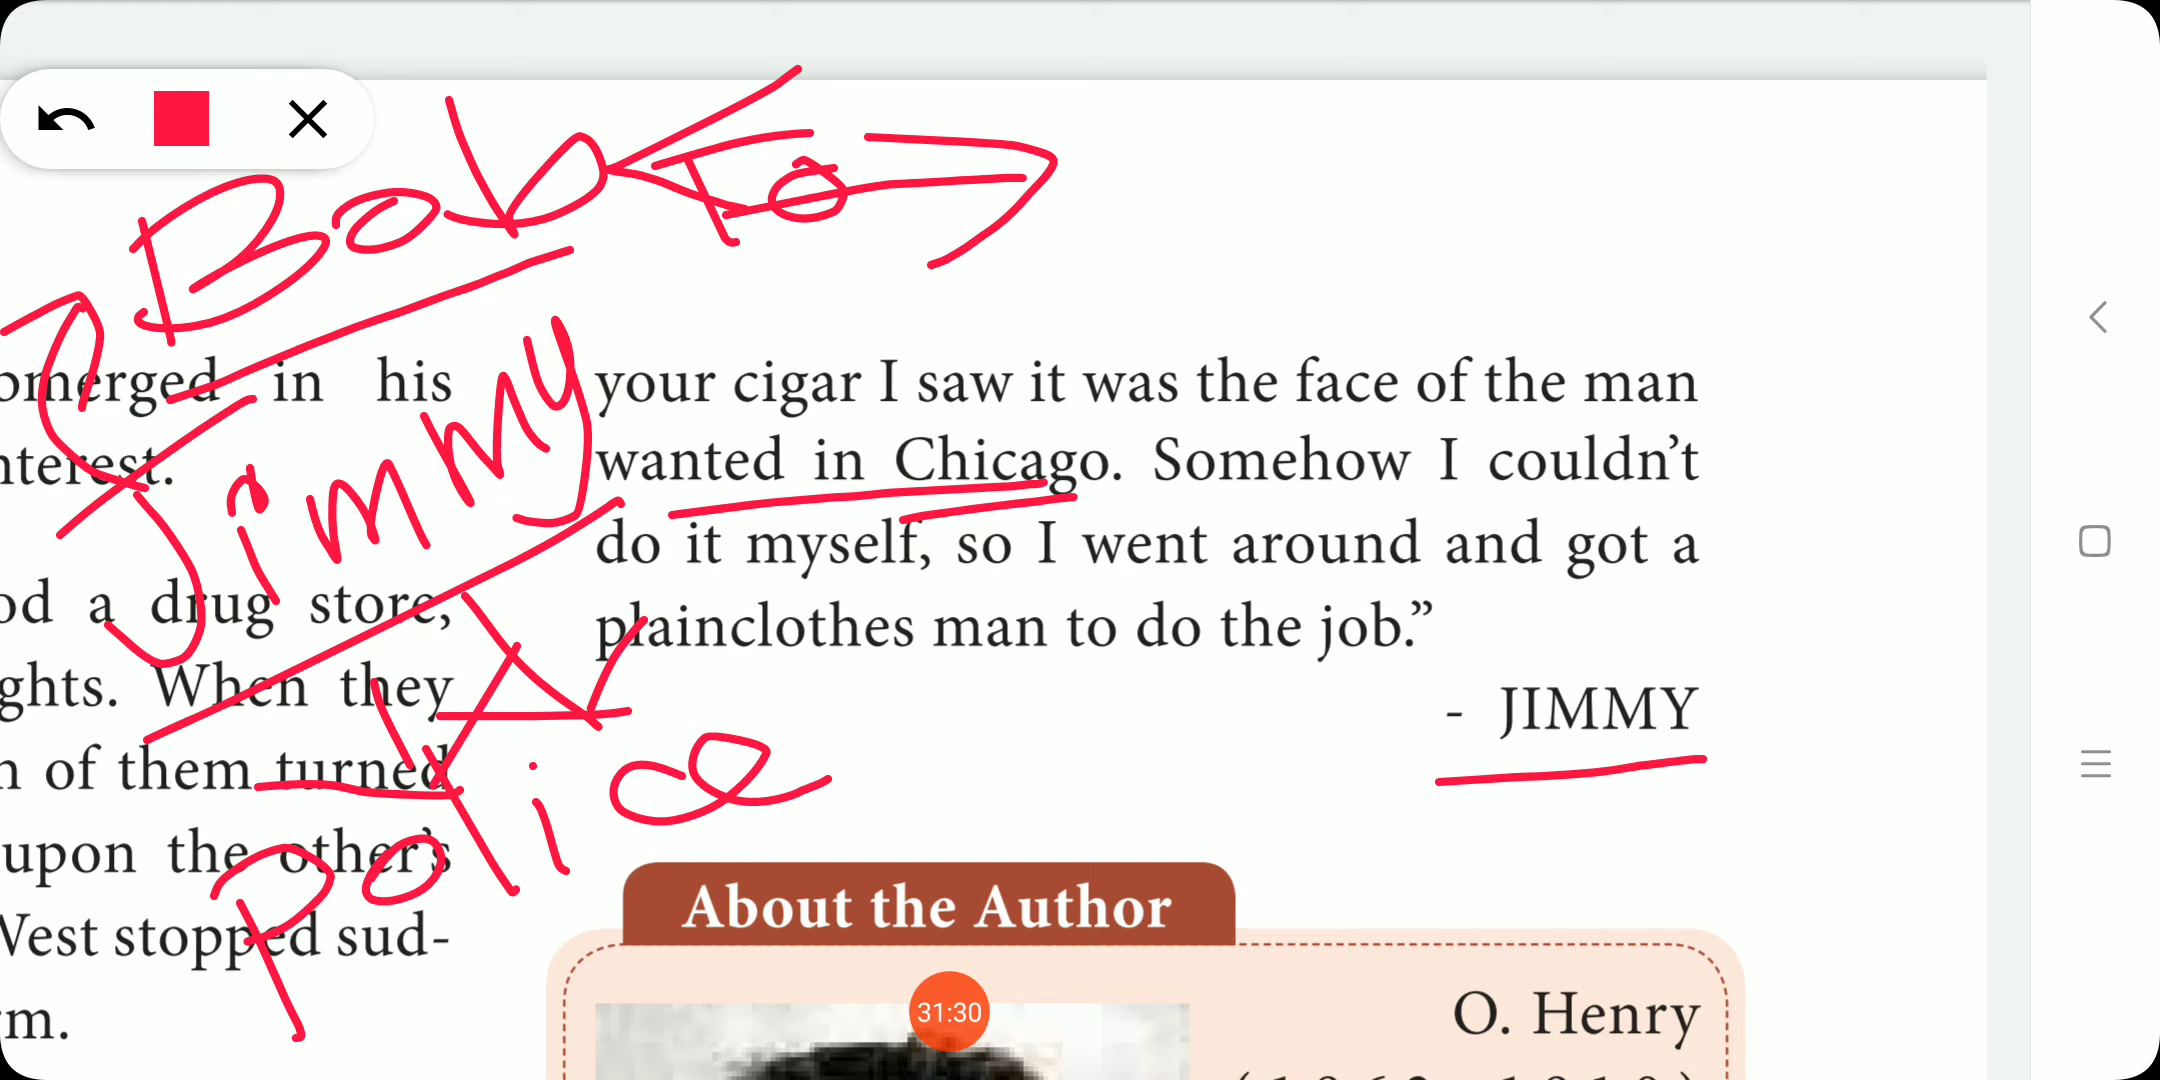 Bob To
Jimmy
Police
omerged in his
nterest.
od a drug store,
ghts. When they
n of them turned
upon the other’s
West stopped sud-
rm.
your cigar I saw it was the face of the man
wanted in Chicago. Somehow I couldn’t
do it myself, so I went around and got a
plainclothes man to do the job.”
- JIMMY
About the Author
31:30
O. Henry